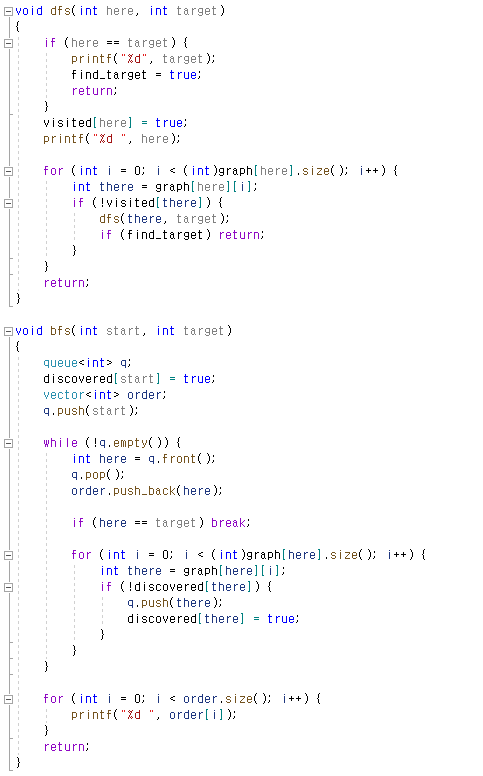 void dfs(int here, int target)
{
    if (here == target) {
        printf("%d", target);
        find_target = true;
        return;
    }
    visited[here] = true;
    printf("%d ", here);

    for (int i = 0; i < (int)graph[here].size(); i++) {
        int there = graph[here][i];
        if (!visited[there]) {
            dfs(there, target);
            if (find_target) return;
        }
    }
    return;
}

void bfs(int start, int target)
{
    queue<int> q;
    discovered[start] = true;
    vector<int> order;
    q.push(start);

    while (!q.empty()) {
        int here = q.front();
        q.pop();
        order.push_back(here);

        if (here == target) break;

        for (int i = 0; i < (int)graph[here].size(); i++) {
            int there = graph[here][i];
            if (!discovered[there]) {
                q.push(there);
                discovered[there] = true;
            }
        }
    }

    for (int i = 0; i < order.size(); i++) {
        printf("%d ", order[i]);
    }
    return;
}